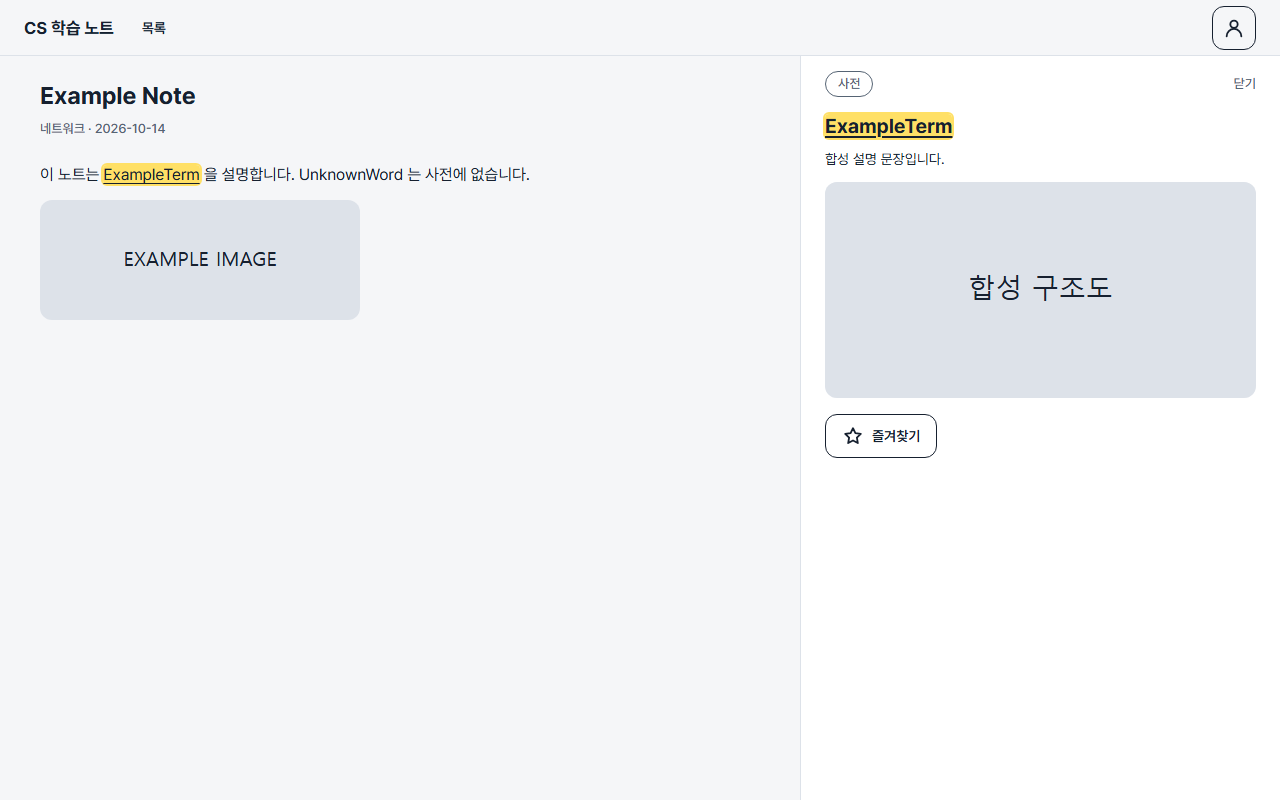 CS 학습 노트
목록
Example Note
네트워크 · 2026-10-14
이 노트는 ExampleTerm 을 설명합니다. UnknownWord 는 사전에 없습니다.
EXAMPLE IMAGE
사전
닫기
ExampleTerm
합성 설명 문장입니다.
합성 구조도
즐겨찾기